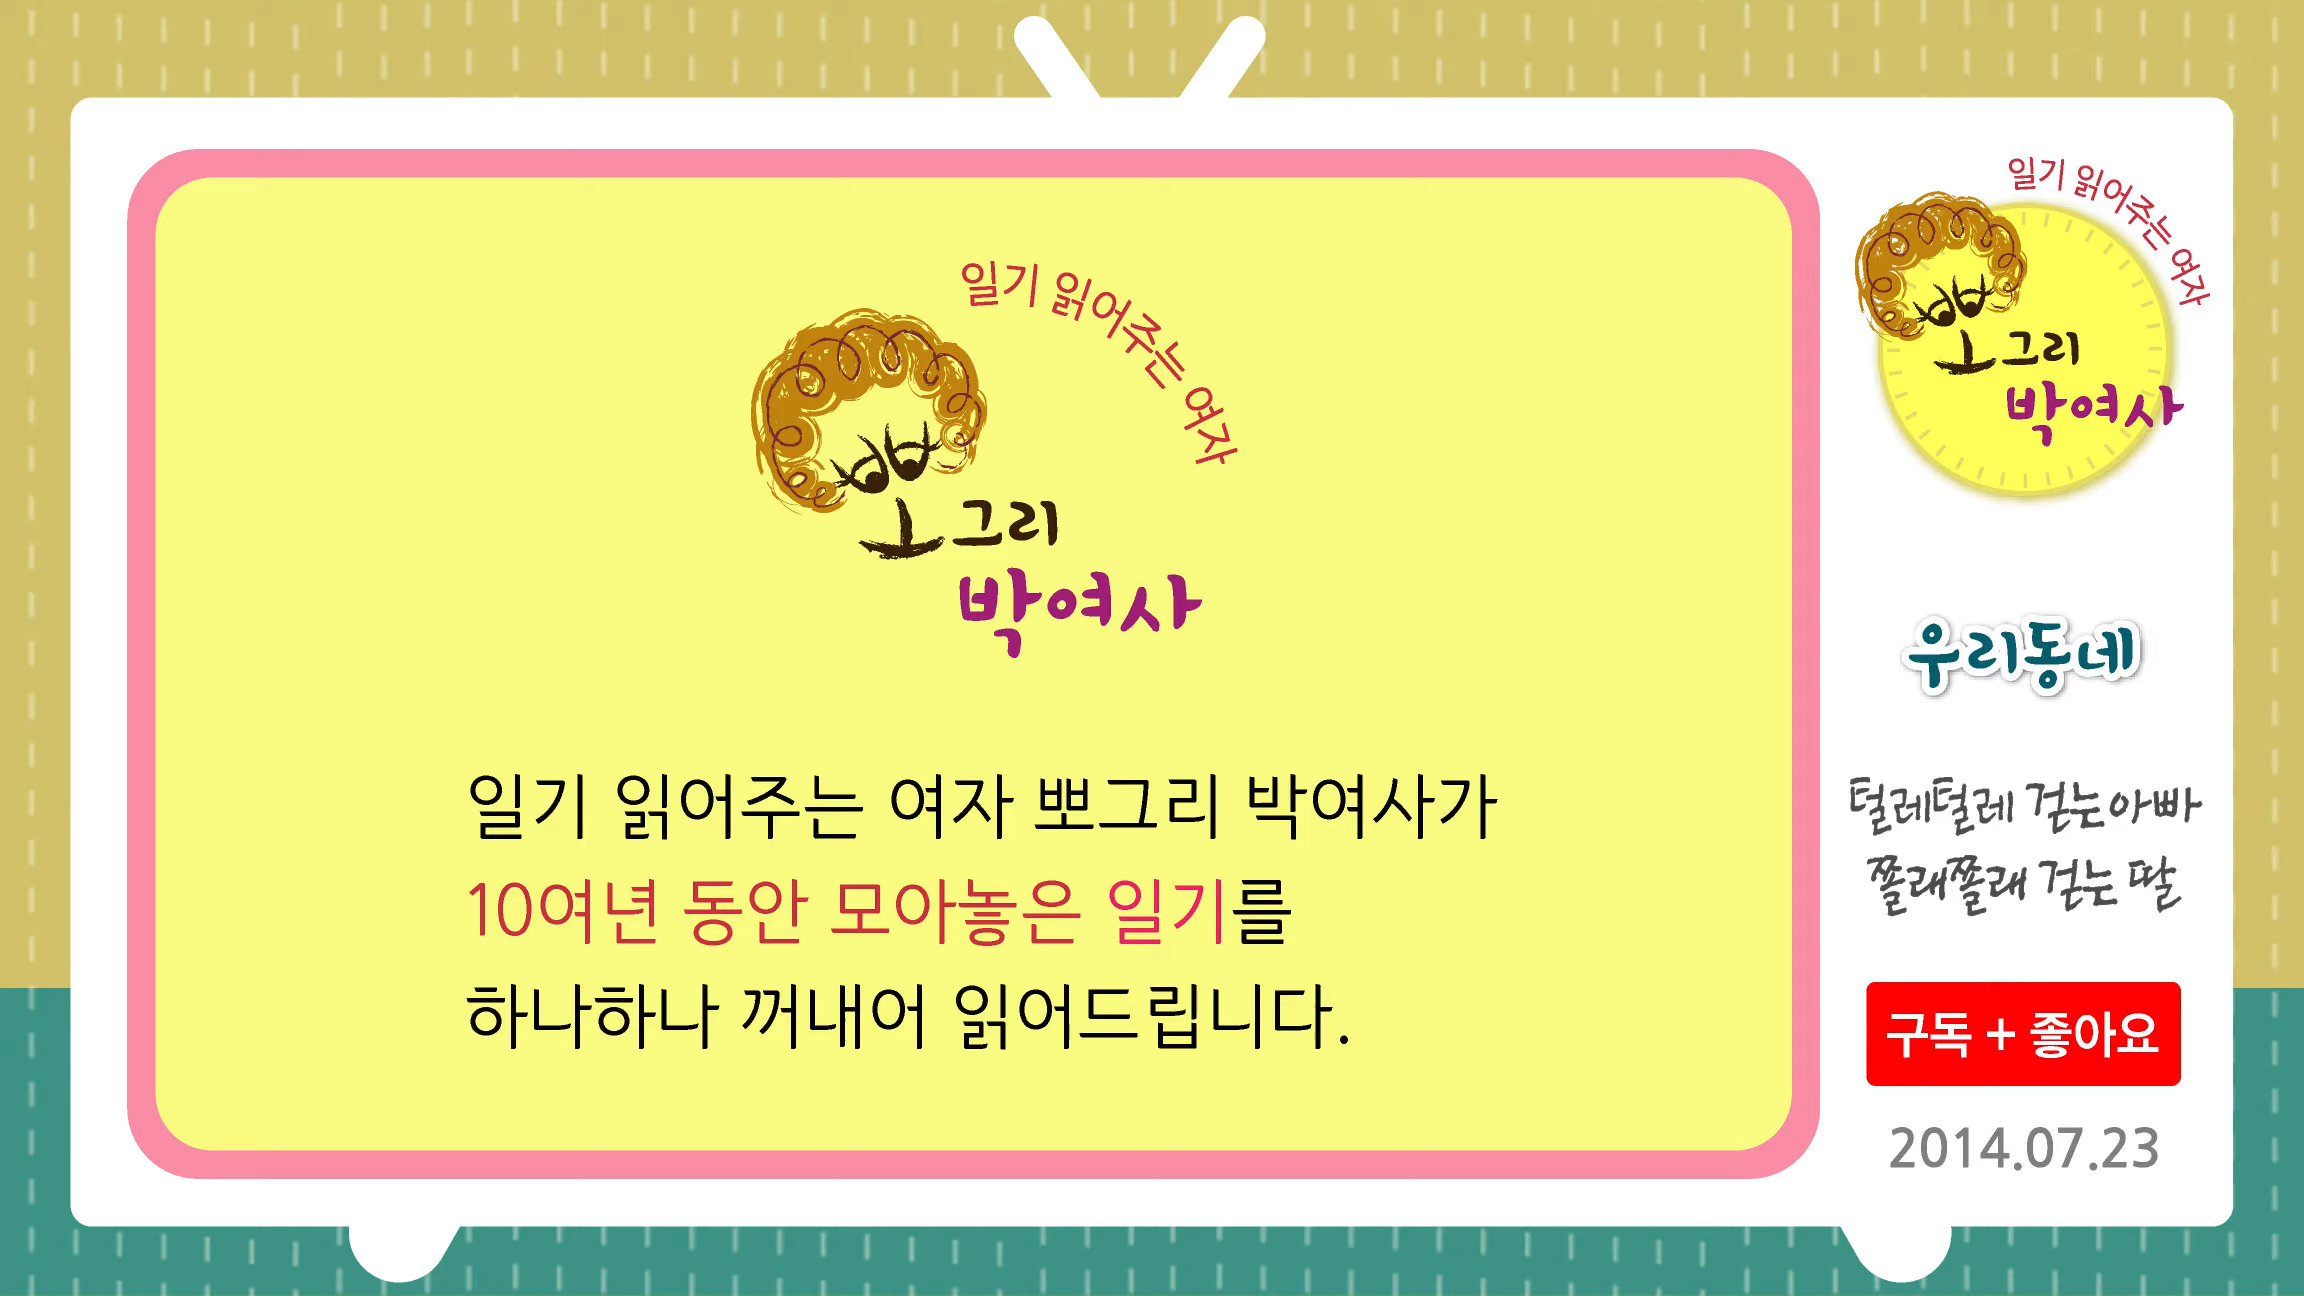 일기 읽어주는 여자
뽀그리
박여사
일기 읽어주는 여자 뽀그리 박여사가
10여년 동안 모아놓은 일기를
하나하나 꺼내어 읽어드립니다.
일기 읽어주는 여자
뽀그리
박여사
우리동네
털레털레 걷는아빠
쫄래쫄래 걷는 딸
구독 + 좋아요
2014.07.23